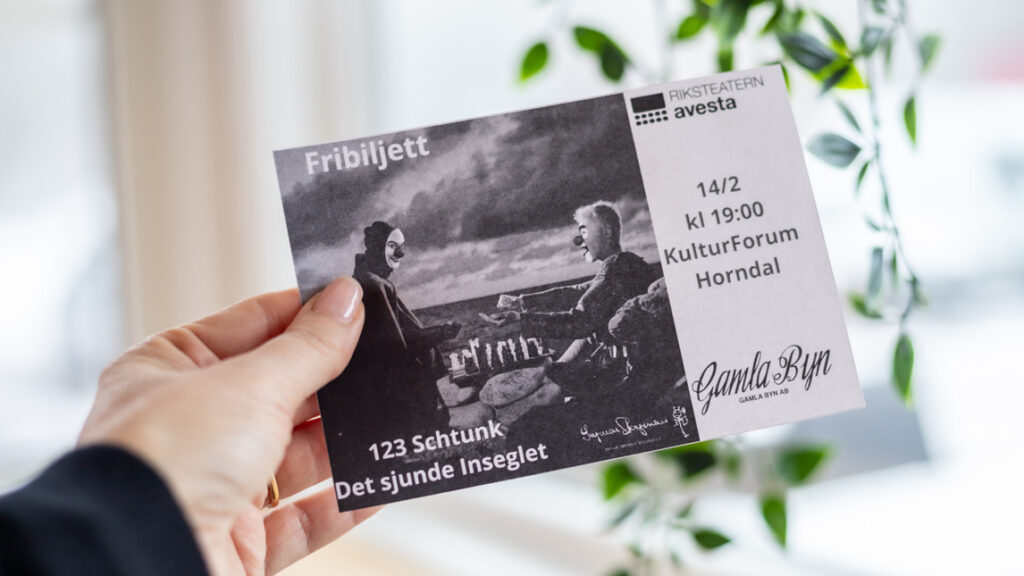 Fribiljett
123 Schtunk
Det sjunde Inseglet
RIKSTEATERN
avesta
14/2
kl 19:00
KulturForum
Horndal
Gamla Byn
GAMLA BYN AB